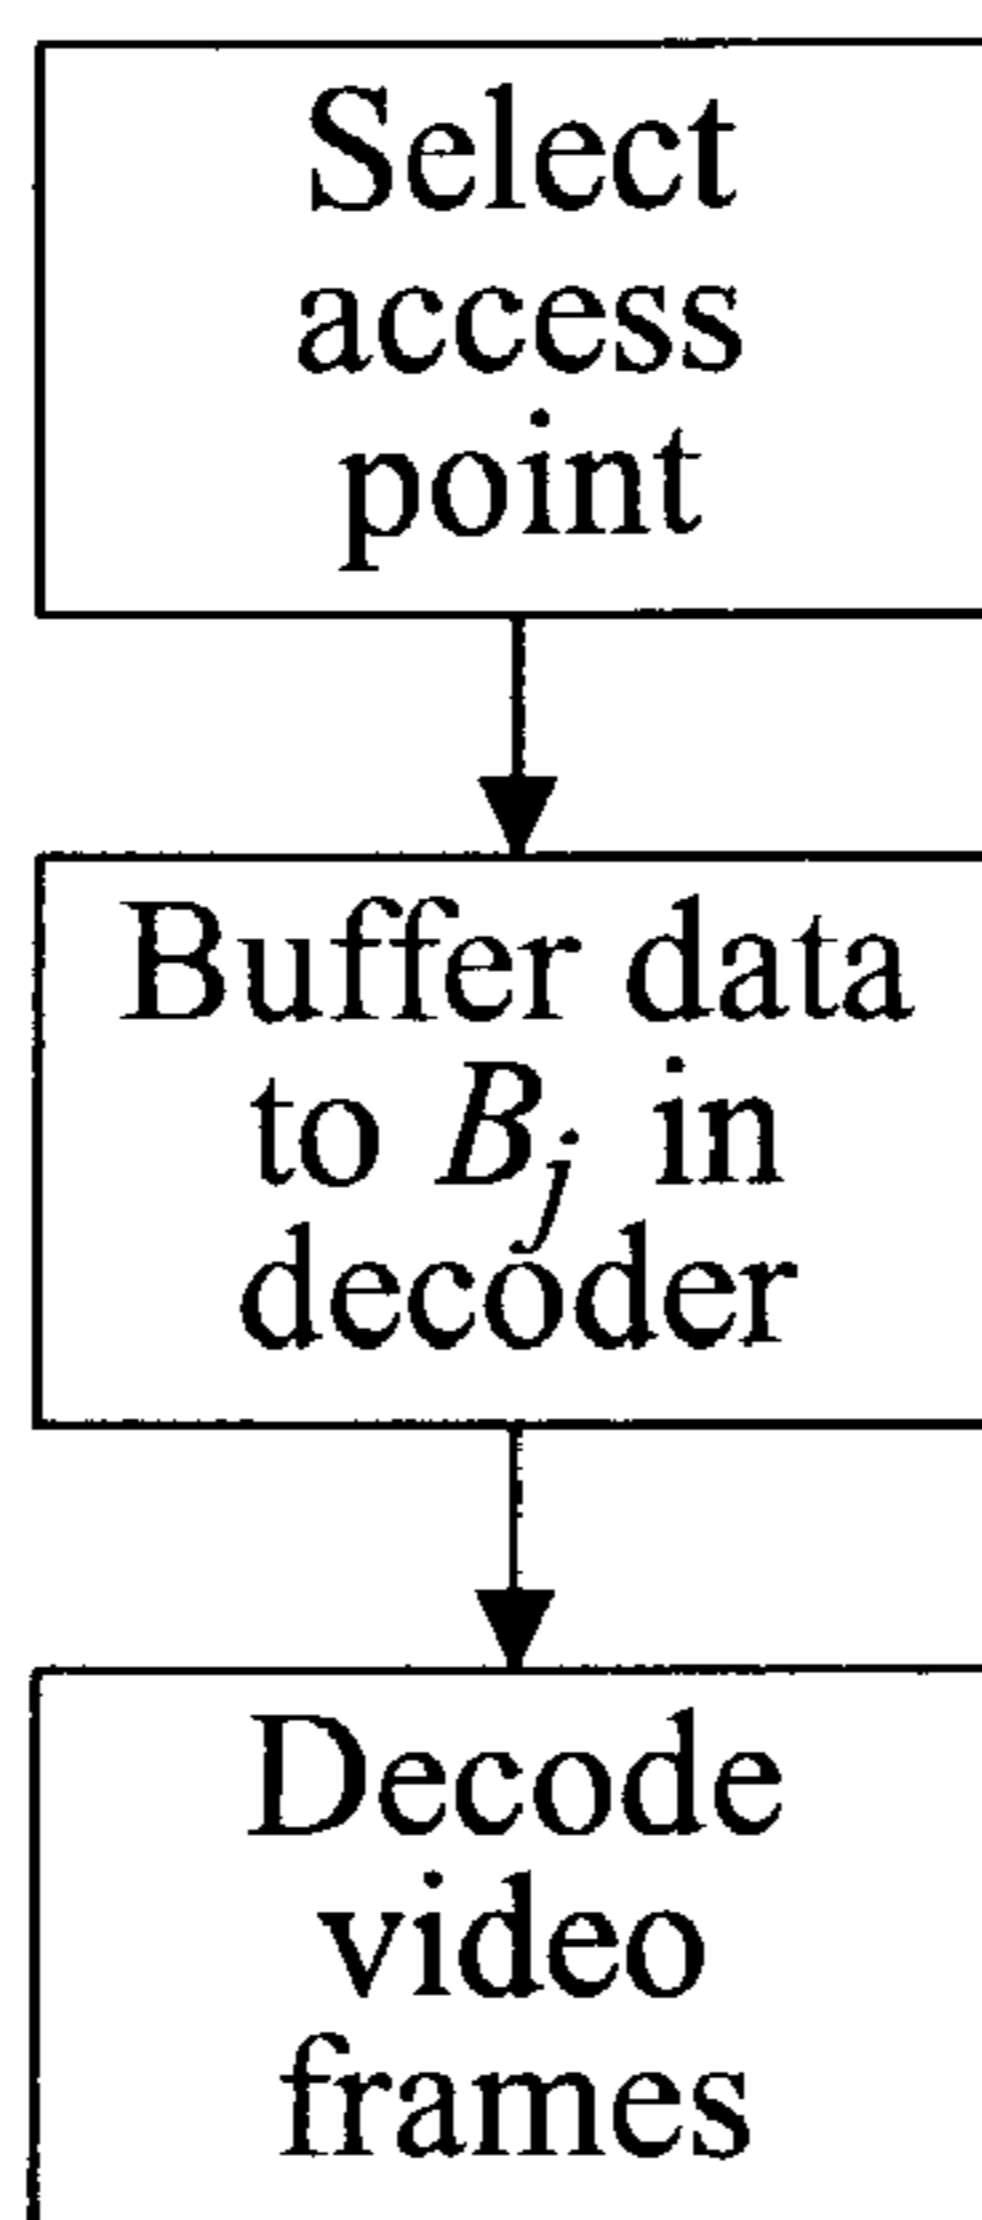 Select
access
point
Buffer data
to Bj in
decoder
Decode
video
frames